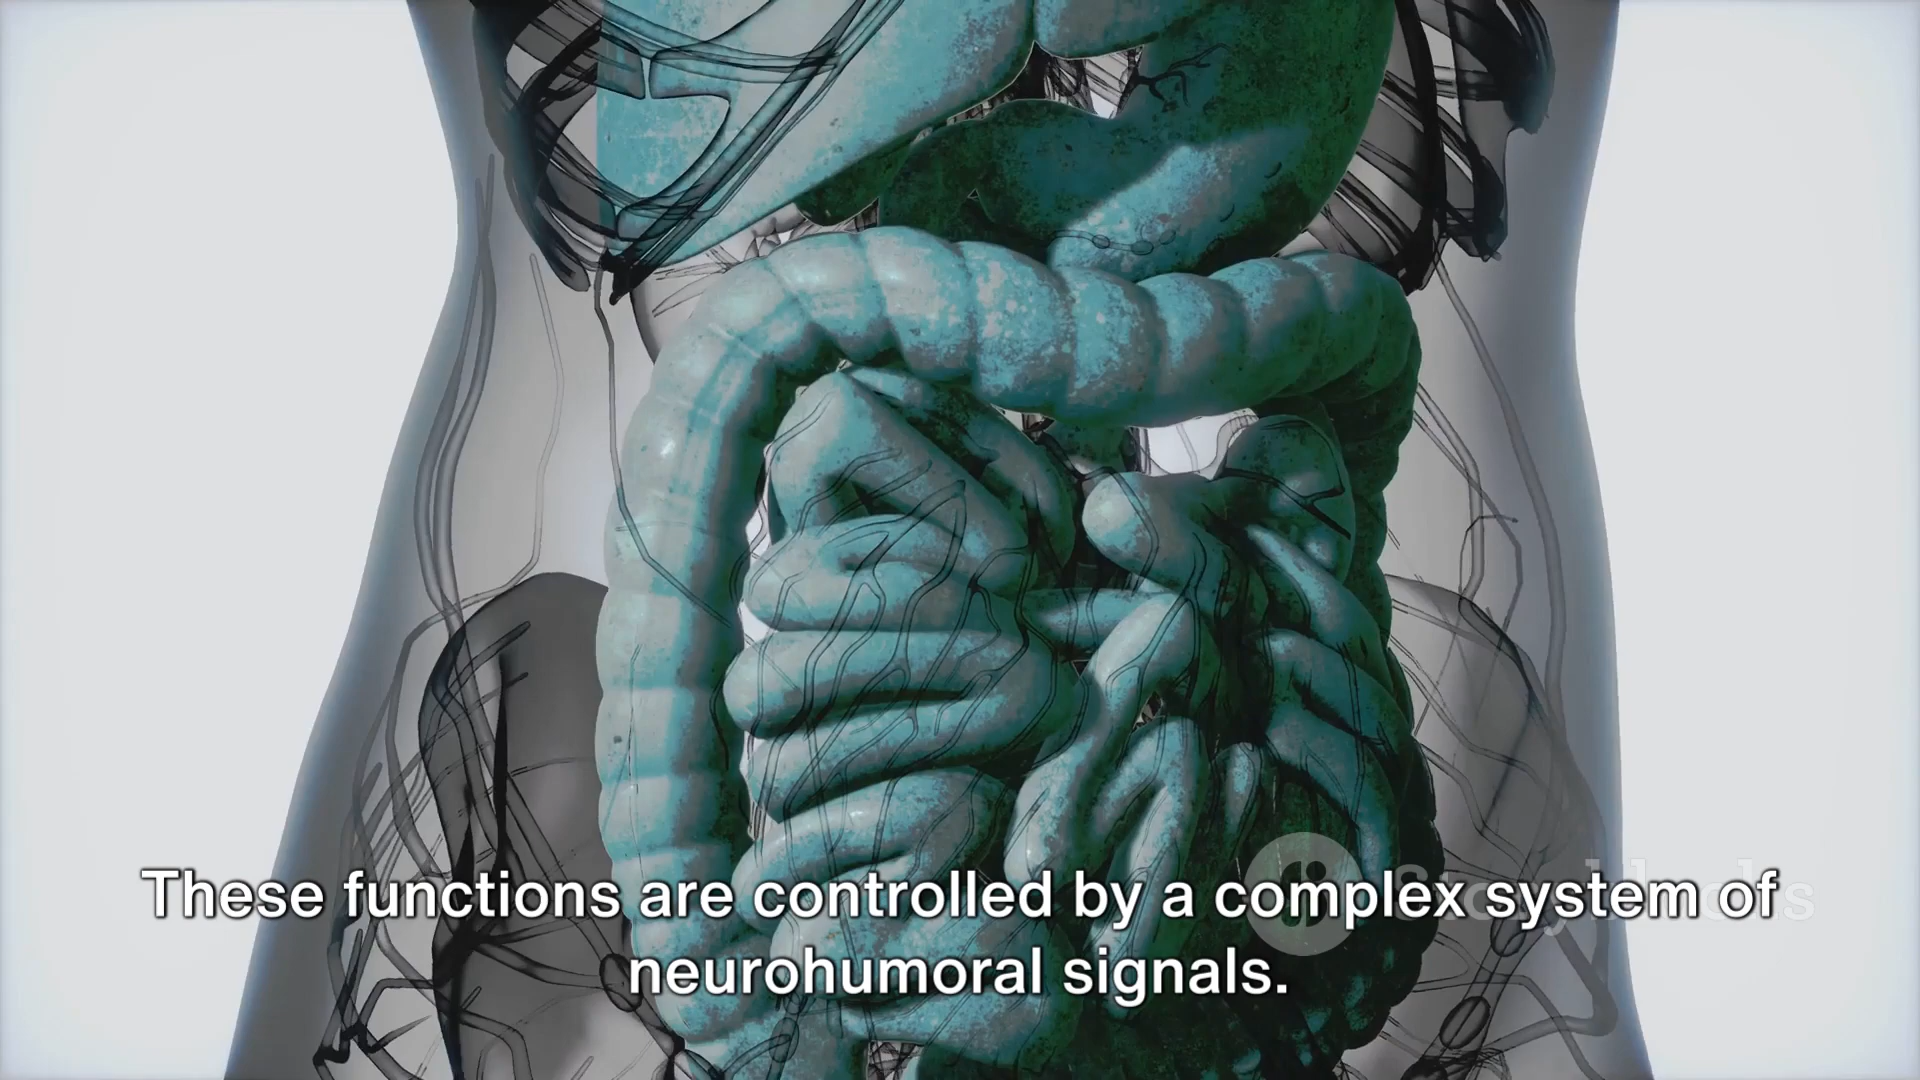 These functions are controlled by a complex system of
neurohumoral signals.